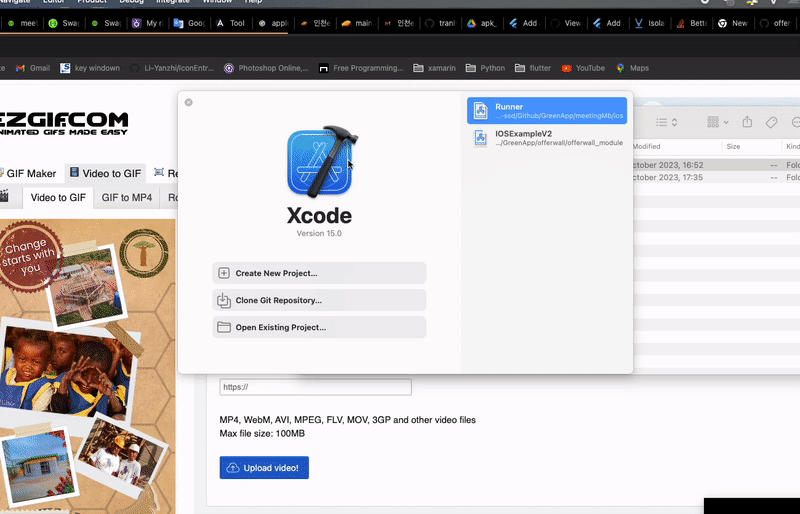 Navigate Editor Product Debug Integrate Window Help
meet Swa Swa My ri Goog Tool apple 인천 main 인천 tran apk_ Add View Add Isola Bett New offer
Gmail key windown Li-Yanzhi/IconEntr... Photoshop Online,... Free Programming... xamarin Python flutter YouTube Maps
EZGIF.COM
ANIMATED GIFS MADE EASY
GIF Maker Video to GIF Re
Video to GIF GIF to MP4 Ro
Change
starts with
you
Xcode
Version 15.0
Create New Project...
Clone Git Repository...
Open Existing Project...
Runner
...-ssd/Github/GreenApp/meetingMb/ios
IOSExampleV2
.../GreenApp/offerwall/offerwall_module
Modified Size Kind
ctober 2023, 16:52 -- Fold
ctober 2023, 17:35 -- Fold
https://
MP4, WebM, AVI, MPEG, FLV, MOV, 3GP and other video files
Max file size: 100MB
Upload video!